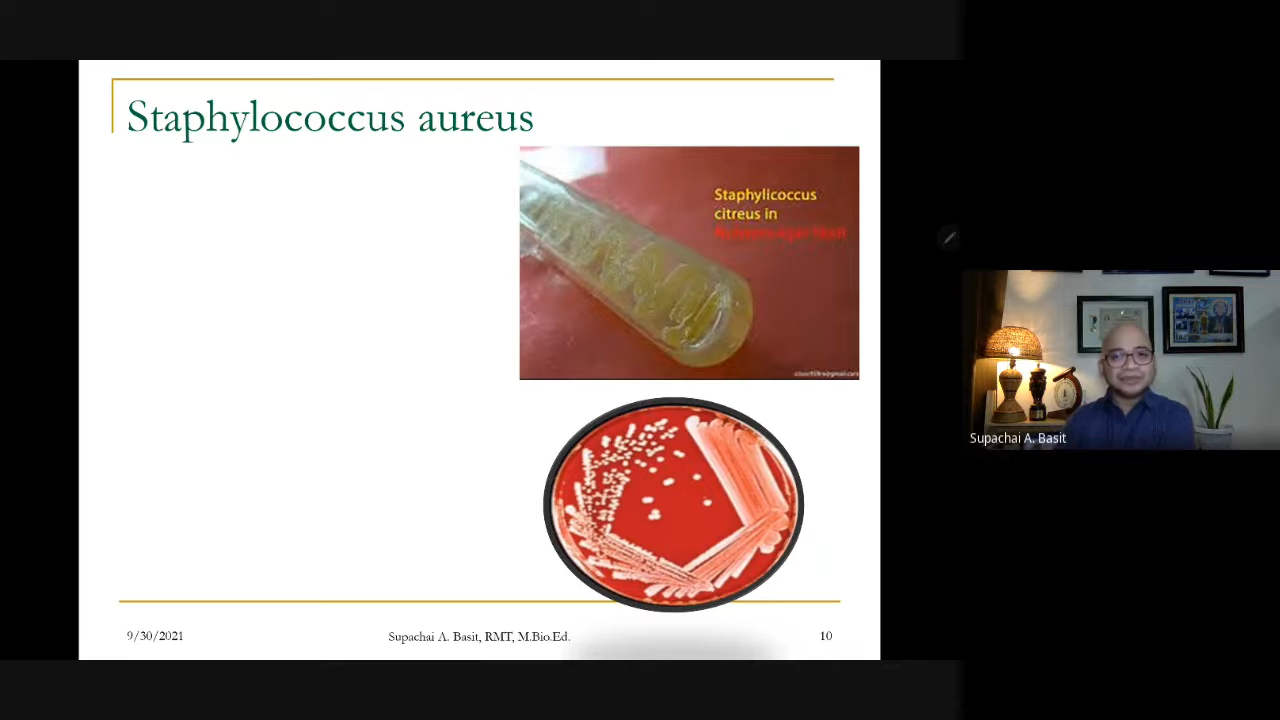 Staphylococcus aureus
Staphylicoccus
citreus in
9/30/2021
Supachai A. Basit, RMT, M.Bio.Ed.
10
Supachai A. Basit